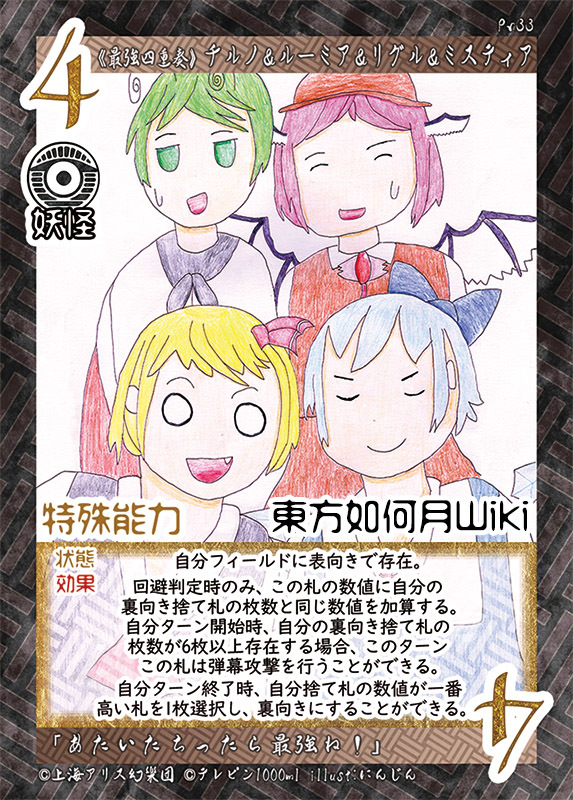 Pr.33
4
《最強四重奏》チルノ&ルーミア&リグル&ミスティア
妖怪
特殊能力
東方如何月Wiki
状態
自分フィールドに表向きで存在。
効果
回避判定時のみ、この札の数値に自分の
裏向き捨て札の枚数と同じ数値を加算する。
自分ターン開始時、自分の裏向き捨て札の
枚数が6枚以上存在する場合、このターン
この札は弾幕攻撃を行うことができる。
自分ターン終了時、自分捨て札の数値が一番
高い札を1枚選択し、裏向きにすることができる。
4
「あたいたちったら最強ね!」
©上海アリス幻樂団 ©テレピン1000ml illust:にんじん